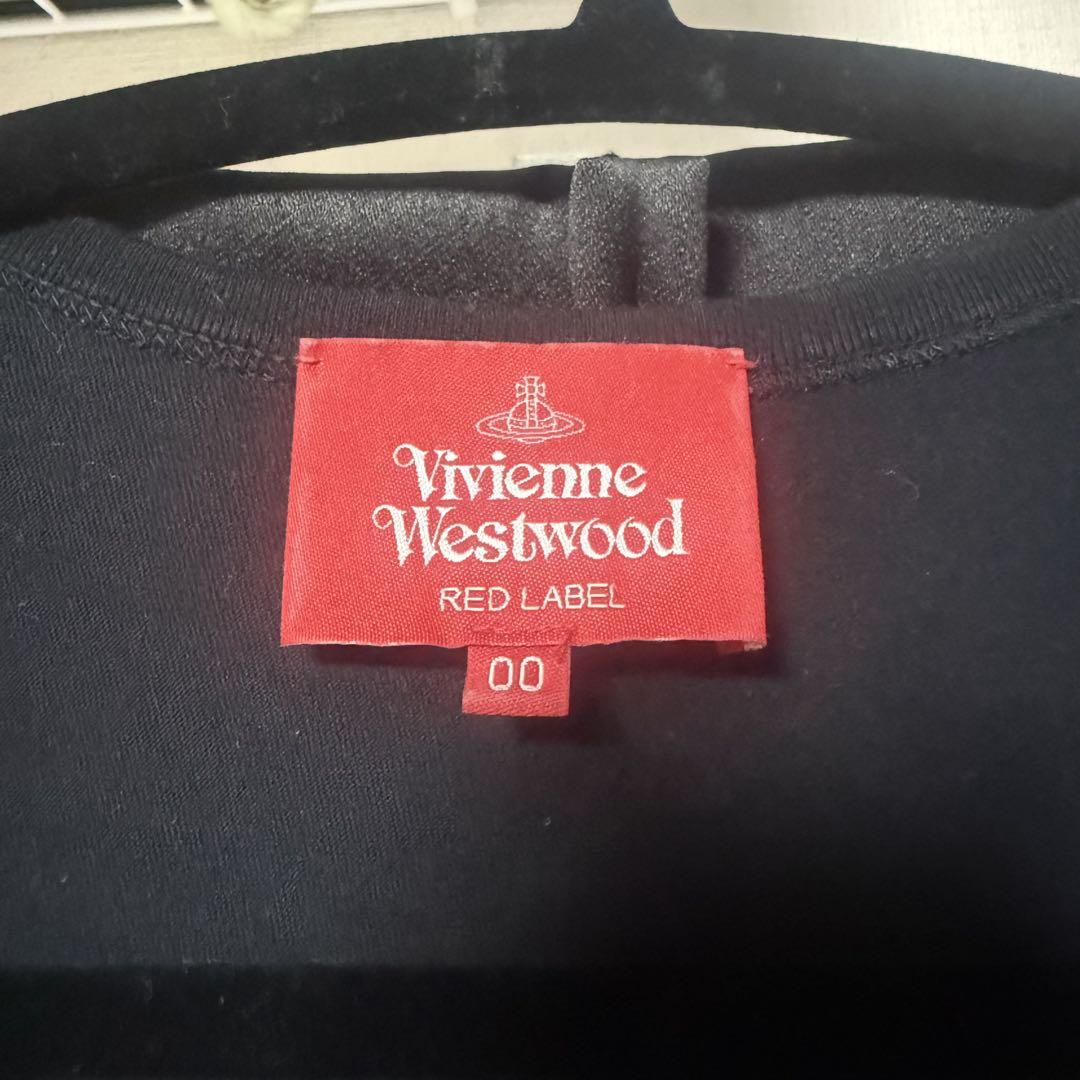 Vivienne
Westwood
RED LABEL
00